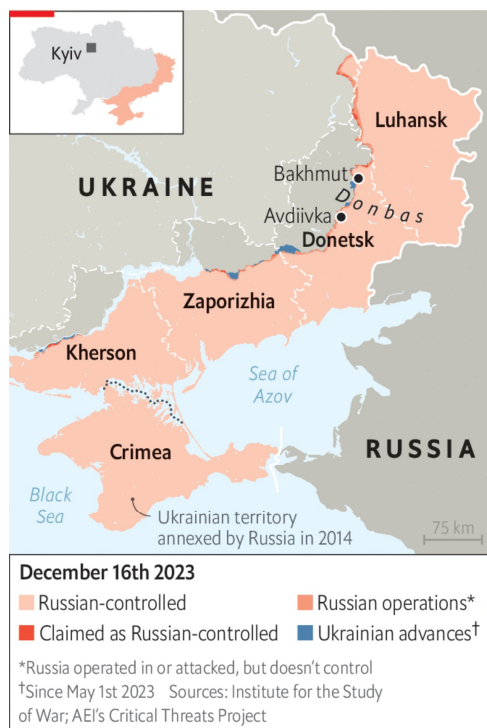 Kyiv
Luhansk
Bakhmut
UKRAINE
Donbas
Avdiivka
Donetsk
Zaporizhia
Kherson
Sea of
Azov
Crimea
RUSSIA
Black
Sea
Ukrainian territory
annexed by Russia in 2014
75 km
December 16th 2023
Russian-controlled
Russian operations*
Claimed as Russian-controlled
Ukrainian advances†
*Russia operated in or attacked, but doesn’t control
†Since May 1st 2023 Sources: Institute for the Study
of War; AEI’s Critical Threats Project